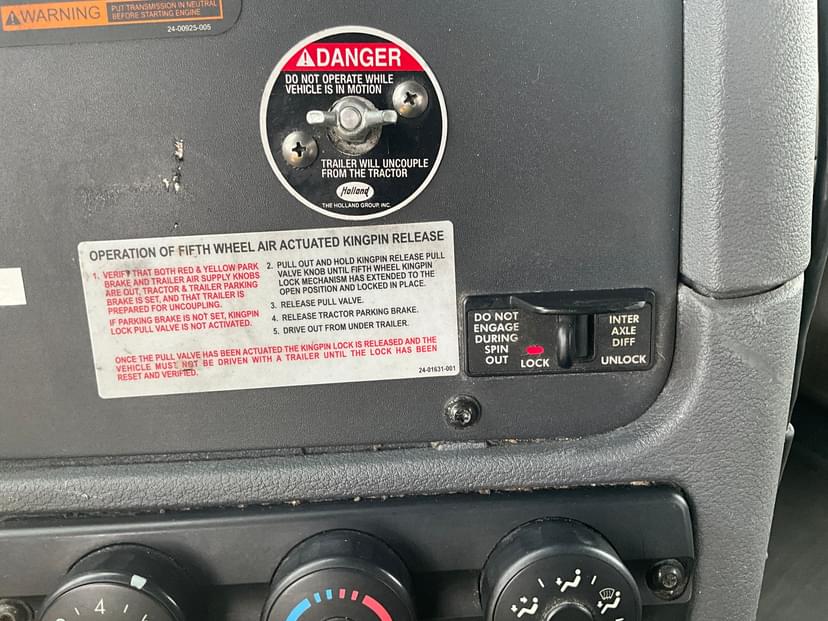 WARNING
PUT TRANSMISSION IN NEUTRAL
BEFORE STARTING ENGINE
24-00925-005
DANGER
DO NOT OPERATE WHILE
VEHICLE IS IN MOTION
TRAILER WILL UNCOUPLE
FROM THE TRACTOR
Holland
THE HOLLAND GROUP, INC.
OPERATION OF FIFTH WHEEL AIR ACTUATED KINGPIN RELEASE
1. VERIFY THAT BOTH RED & YELLOW PARK
BRAKE AND TRAILER AIR SUPPLY KNOBS
ARE OUT, TRACTOR & TRAILER PARKING
BRAKE IS SET, AND THAT TRAILER IS
PREPARED FOR UNCOUPLING.
IF PARKING BRAKE IS NOT SET, KINGPIN
LOCK PULL VALVE IS NOT ACTIVATED.
2. PULL OUT AND HOLD KINGPIN RELEASE PULL
VALVE KNOB UNTIL FIFTH WHEEL KINGPIN
LOCK MECHANISM HAS EXTENDED TO THE
OPEN POSITION AND LOCKED IN PLACE.
3. RELEASE PULL VALVE.
4. RELEASE TRACTOR PARKING BRAKE.
5. DRIVE OUT FROM UNDER TRAILER.
ONCE THE PULL VALVE HAS BEEN ACTUATED THE KINGPIN LOCK IS RELEASED AND THE
VEHICLE MUST NOT BE DRIVEN WITH A TRAILER UNTIL THE LOCK HAS BEEN
RESET AND VERIFIED.
24-01631-001
DO NOT
ENGAGE
DURING
SPIN
OUT
LOCK
INTER
AXLE
DIFF
UNLOCK
4